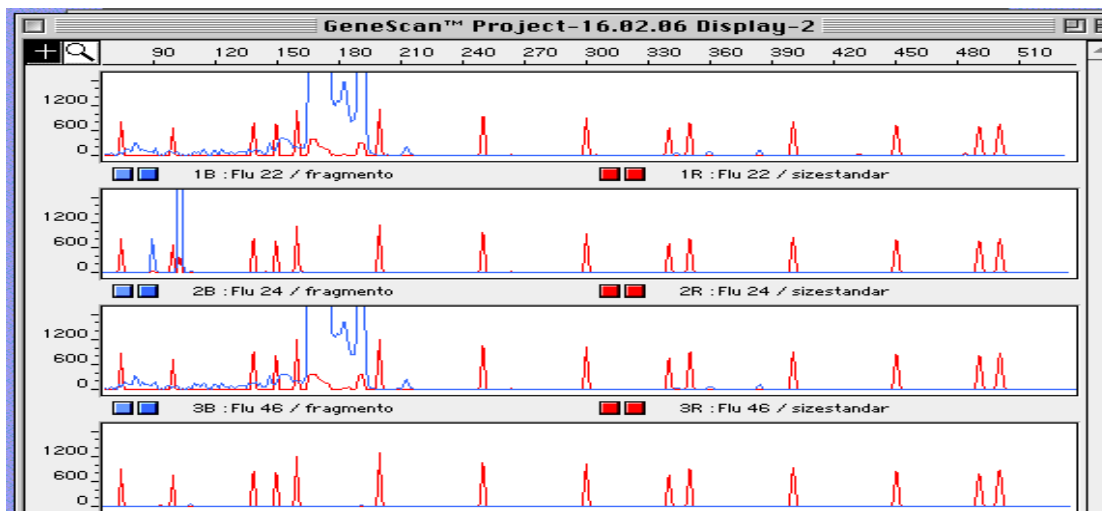 GeneScan™ Project-16.02.06 Display-2
90 120 150 180 210 240 270 300 330 360 390 420 450 480 510
1200
600
0
1B : Flu 22 / fragmento 1R : Flu 22 / sizestandar
1200
600
0
2B : Flu 24 / fragmento 2R : Flu 24 / sizestandar
1200
600
0
3B : Flu 46 / fragmento 3R : Flu 46 / sizestandar
1200
600
0